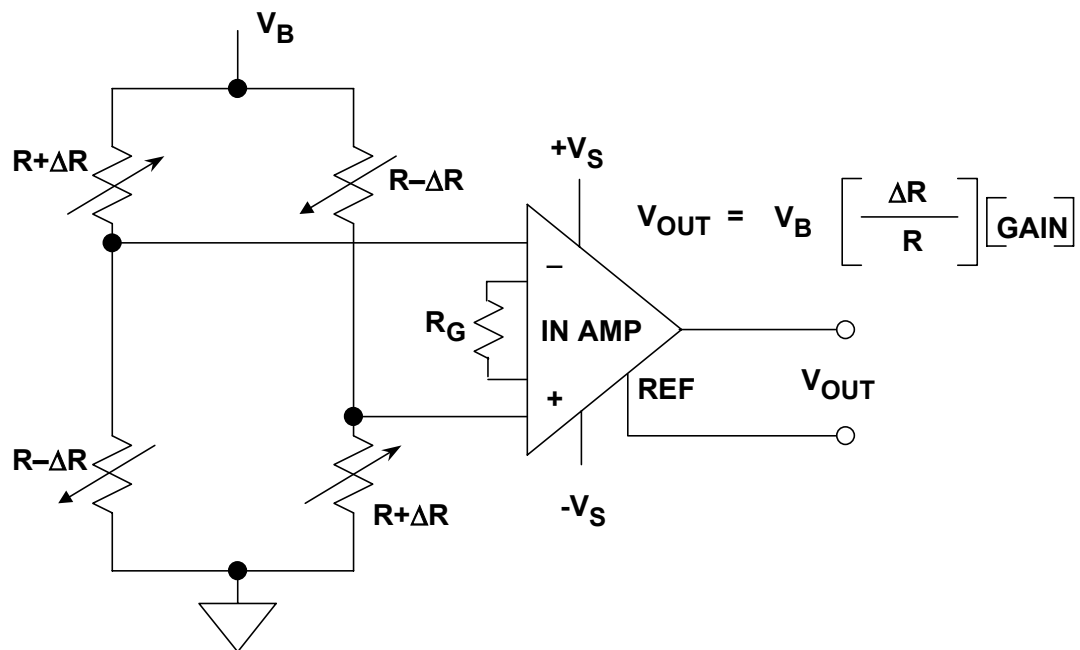 V_B
R+ΔR
R−ΔR
+V_S
V_OUT = V_B [ΔR/R] [GAIN]
−
R_G
IN AMP
+
REF
V_OUT
R−ΔR
R+ΔR
-V_S